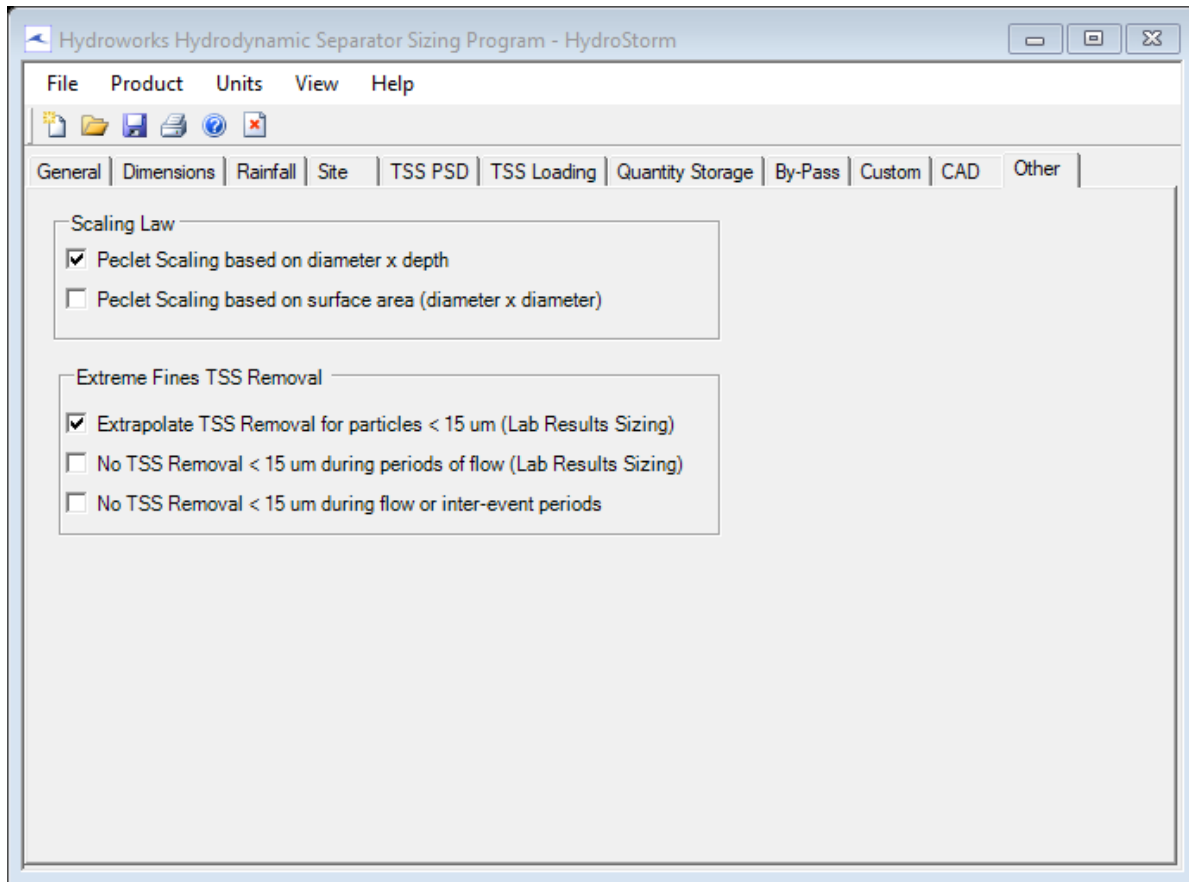 Hydroworks Hydrodynamic Separator Sizing Program - HydroStorm
File Product Units View Help
General Dimensions Rainfall Site TSS PSD TSS Loading Quantity Storage By-Pass Custom CAD Other
Scaling Law
Peclet Scaling based on diameter x depth
Peclet Scaling based on surface area (diameter x diameter)
Extreme Fines TSS Removal
Extrapolate TSS Removal for particles < 15 um (Lab Results Sizing)
No TSS Removal < 15 um during periods of flow (Lab Results Sizing)
No TSS Removal < 15 um during flow or inter-event periods